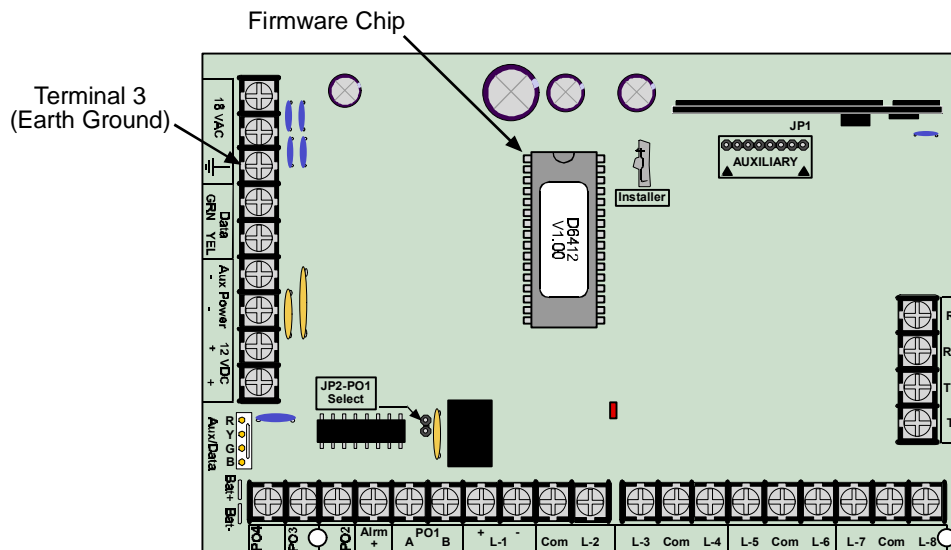 Firmware Chip
Terminal 3
(Earth Ground)
18 VAC
JP1
AUXILIARY
Installer
D6412
V1.00
Data
GRN YEL
Aux Power
- -
12 VDC
+ +
JP2-PO1
Select
R
Y
G
B
Aux/Data
R
R
T
T
Bat+
Bat-
PO4
PO3
PO2
Alrm
+
PO1
A B
+ -
L-1
Com L-2
L-3 Com L-4
L-5 Com L-6
L-7 Com L-8